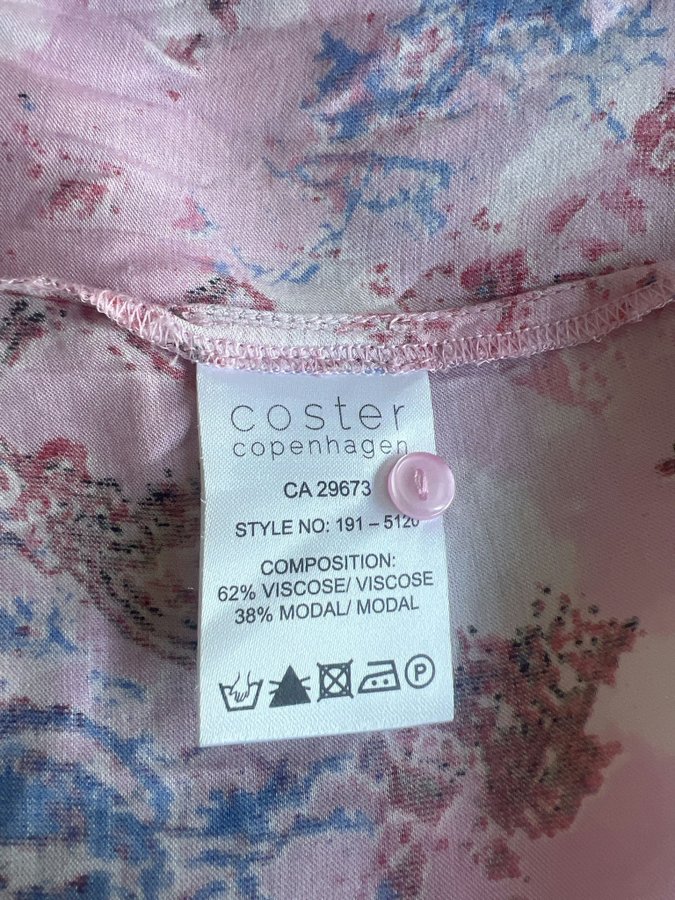 coster
copenhagen
CA 29673
STYLE NO: 191 – 5120
COMPOSITION:
62% VISCOSE/ VISCOSE
38% MODAL/ MODAL
P